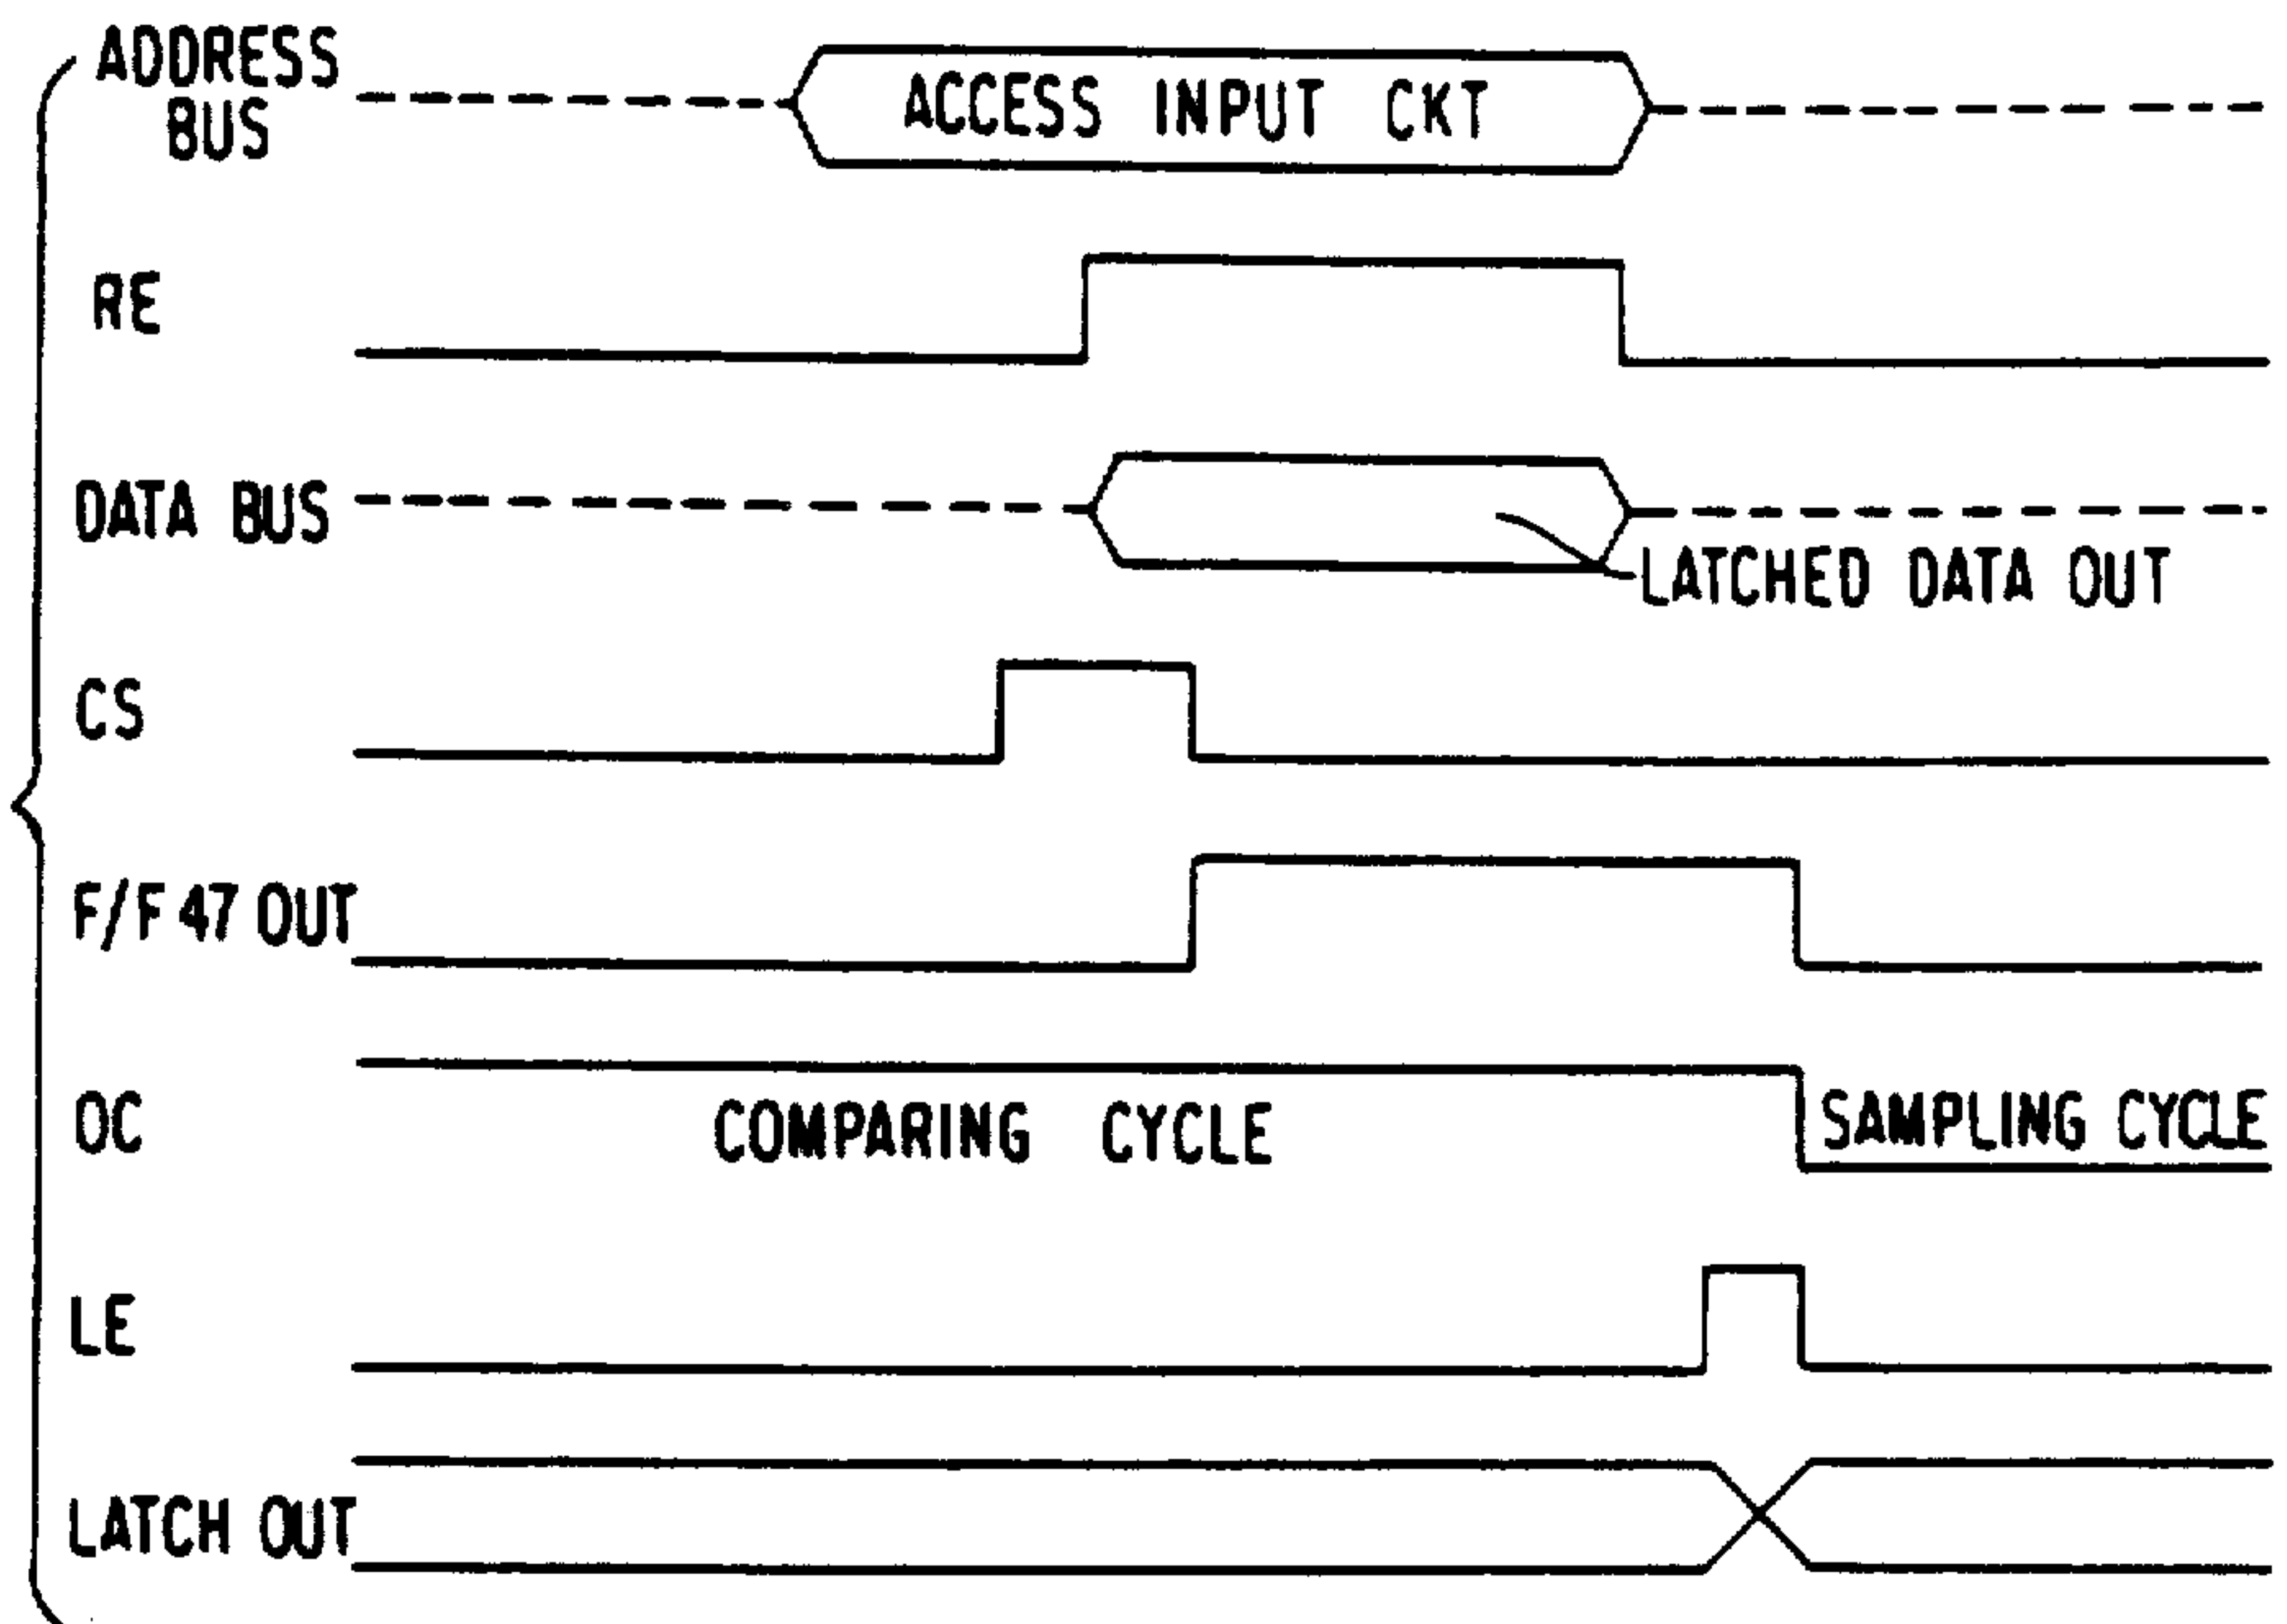 ADDRESS
BUS
ACCESS INPUT CKT
RE
DATA BUS
LATCHED DATA OUT
CS
F/F 47 OUT
OC
COMPARING CYCLE
SAMPLING CYCLE
LE
LATCH OUT